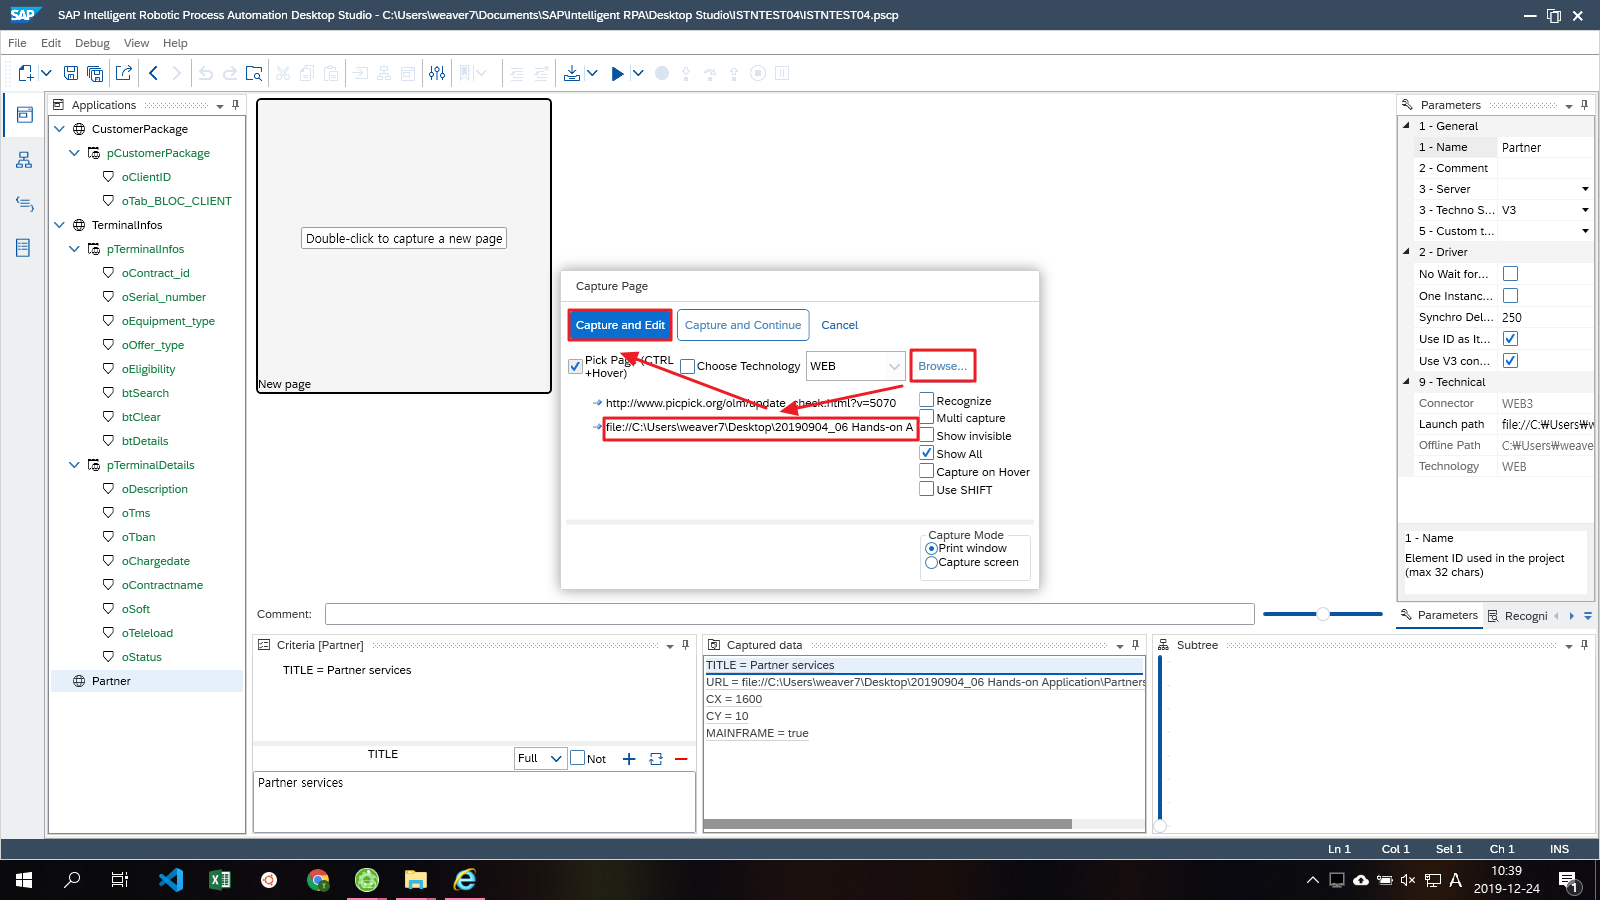 SAP SAP Intelligent Robotic Process Automation Desktop Studio - C:\Users\weaver7\Documents\SAP\Intelligent RPA\Desktop Studio\ISTNTEST04\ISTNTEST04.pscp
File Edit Debug View Help
Applications
CustomerPackage
pCustomerPackage
oClientID
oTab_BLOC_CLIENT
TerminalInfos
pTerminalInfos
oContract_id
oSerial_number
oEquipment_type
oOffer_type
oEligibility
btSearch
btClear
btDetails
pTerminalDetails
oDescription
oTms
oTban
oChargedate
oContractname
oSoft
oTeleload
oStatus
Partner
Double-click to capture a new page
New page
Capture Page
Capture and Edit Capture and Continue Cancel
Pick Page (CTRL
+Hover)
Choose Technology WEB Browse...
http://www.picpick.org/olm/update_check.html?v=5070
file://C:\Users\weaver7\Desktop\20190904_06 Hands-on A
Recognize
Multi capture
Show invisible
Show All
Capture on Hover
Use SHIFT
Capture Mode
Print window
Capture screen
Comment:
Criteria [Partner]
TITLE = Partner services
TITLE Full Not
Partner services
Captured data
TITLE = Partner services
URL = file://C:\Users\weaver7\Desktop\20190904_06 Hands-on Application\Partners
CX = 1600
CY = 10
MAINFRAME = true
Subtree
Parameters
1 - General
1 - Name Partner
2 - Comment
3 - Server
3 - Techno S... V3
5 - Custom t...
2 - Driver
No Wait for...
One Instanc...
Synchro Del... 250
Use ID as It...
Use V3 con...
9 - Technical
Connector WEB3
Launch path file://C:₩Users₩w
Offline Path C:₩Users₩weave
Technology WEB
1 - Name
Element ID used in the project
(max 32 chars)
Parameters Recogni
Ln 1 Col 1 Sel 1 Ch 1 INS
A 10:39
2019-12-24
1